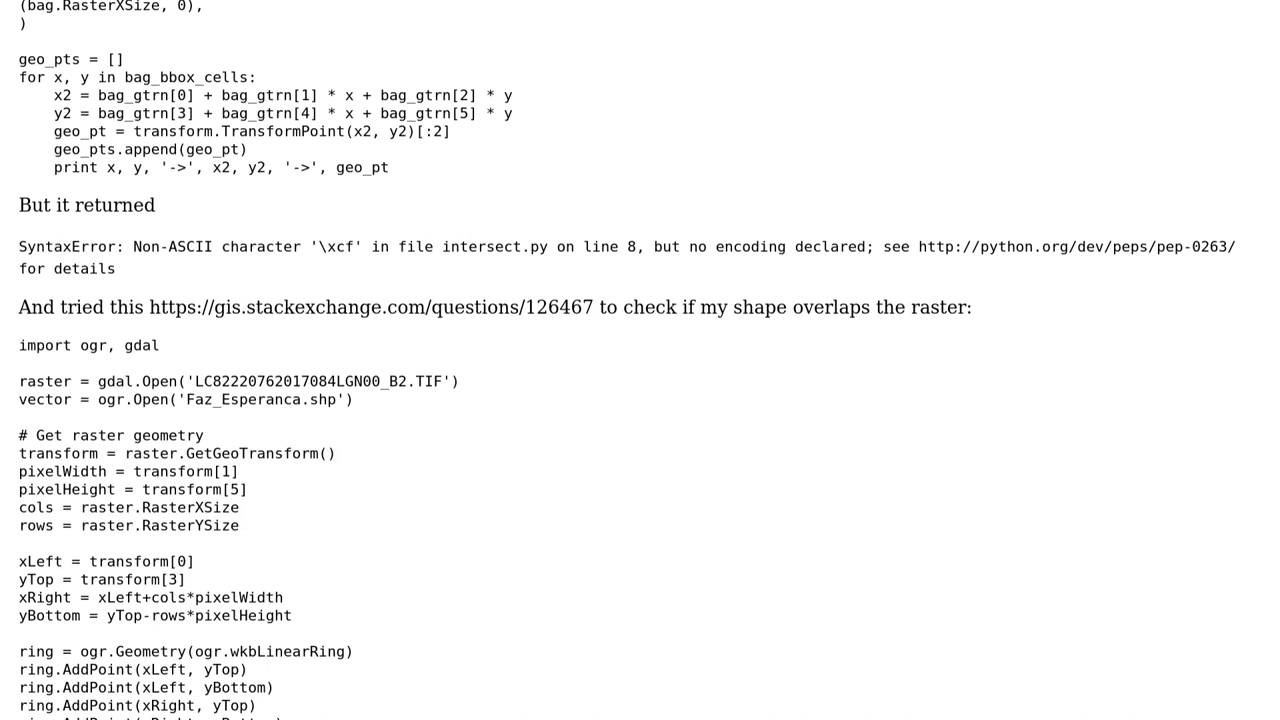 (bag.RasterXSize, 0),
)

geo_pts = []
for x, y in bag_bbox_cells:
    x2 = bag_gtrn[0] + bag_gtrn[1] * x + bag_gtrn[2] * y
    y2 = bag_gtrn[3] + bag_gtrn[4] * x + bag_gtrn[5] * y
    geo_pt = transform.TransformPoint(x2, y2)[:2]
    geo_pts.append(geo_pt)
    print x, y, '->', x2, y2, '->', geo_pt
But it returned
SyntaxError: Non-ASCII character '\xcf' in file intersect.py on line 8, but no encoding declared; see http://python.org/dev/peps/pep-0263/
for details
And tried this https://gis.stackexchange.com/questions/126467 to check if my shape overlaps the raster:
import ogr, gdal

raster = gdal.Open('LC82220762017084LGN00_B2.TIF')
vector = ogr.Open('Faz_Esperanca.shp')

# Get raster geometry
transform = raster.GetGeoTransform()
pixelWidth = transform[1]
pixelHeight = transform[5]
cols = raster.RasterXSize
rows = raster.RasterYSize

xLeft = transform[0]
yTop = transform[3]
xRight = xLeft+cols*pixelWidth
yBottom = yTop-rows*pixelHeight

ring = ogr.Geometry(ogr.wkbLinearRing)
ring.AddPoint(xLeft, yTop)
ring.AddPoint(xLeft, yBottom)
ring.AddPoint(xRight, yTop)